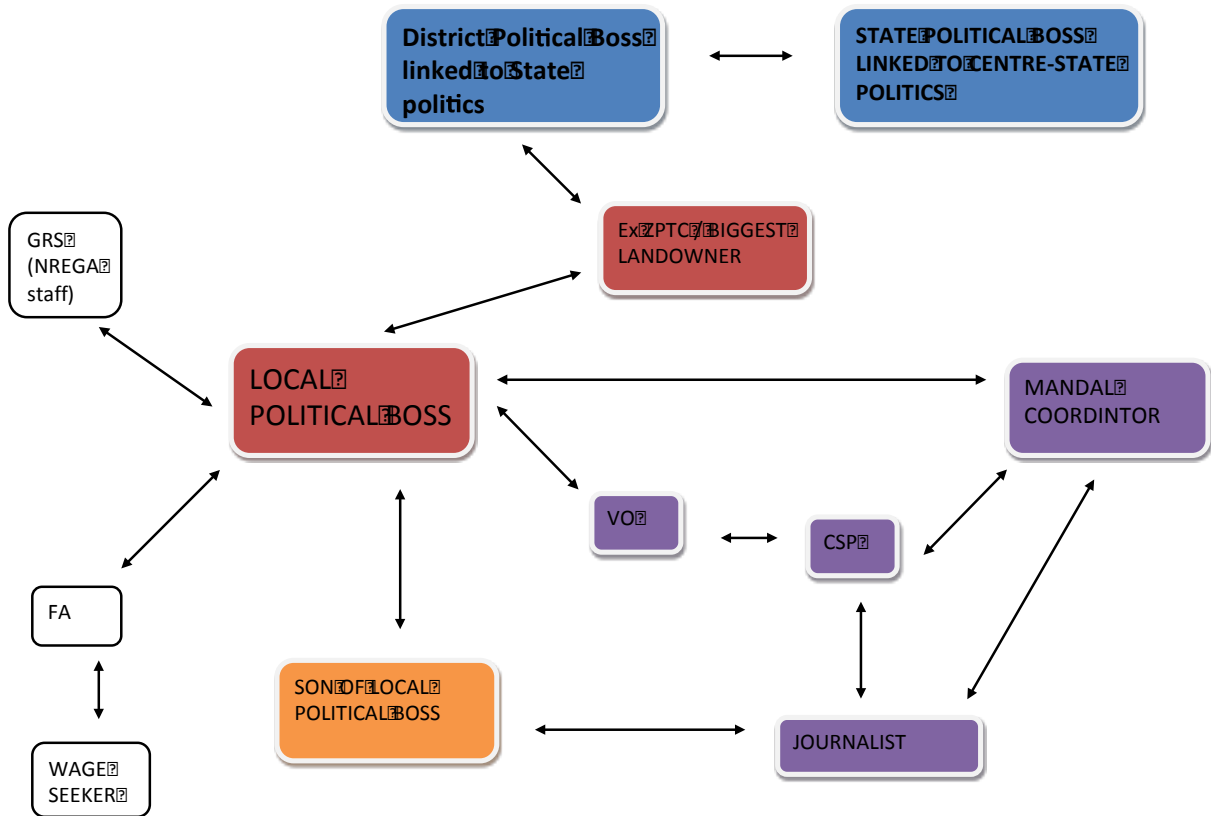 District Political Boss
linked to State
politics
STATE POLITICAL BOSS
LINKED TO CENTRE-STATE
POLITICS
Ex ZPTC / BIGGEST
LANDOWNER
GRS
(NREGA
staff)
LOCAL
POLITICAL BOSS
MANDAL
COORDINTOR
VO
CSP
FA
SON OF LOCAL
POLITICAL BOSS
JOURNALIST
WAGE
SEEKER